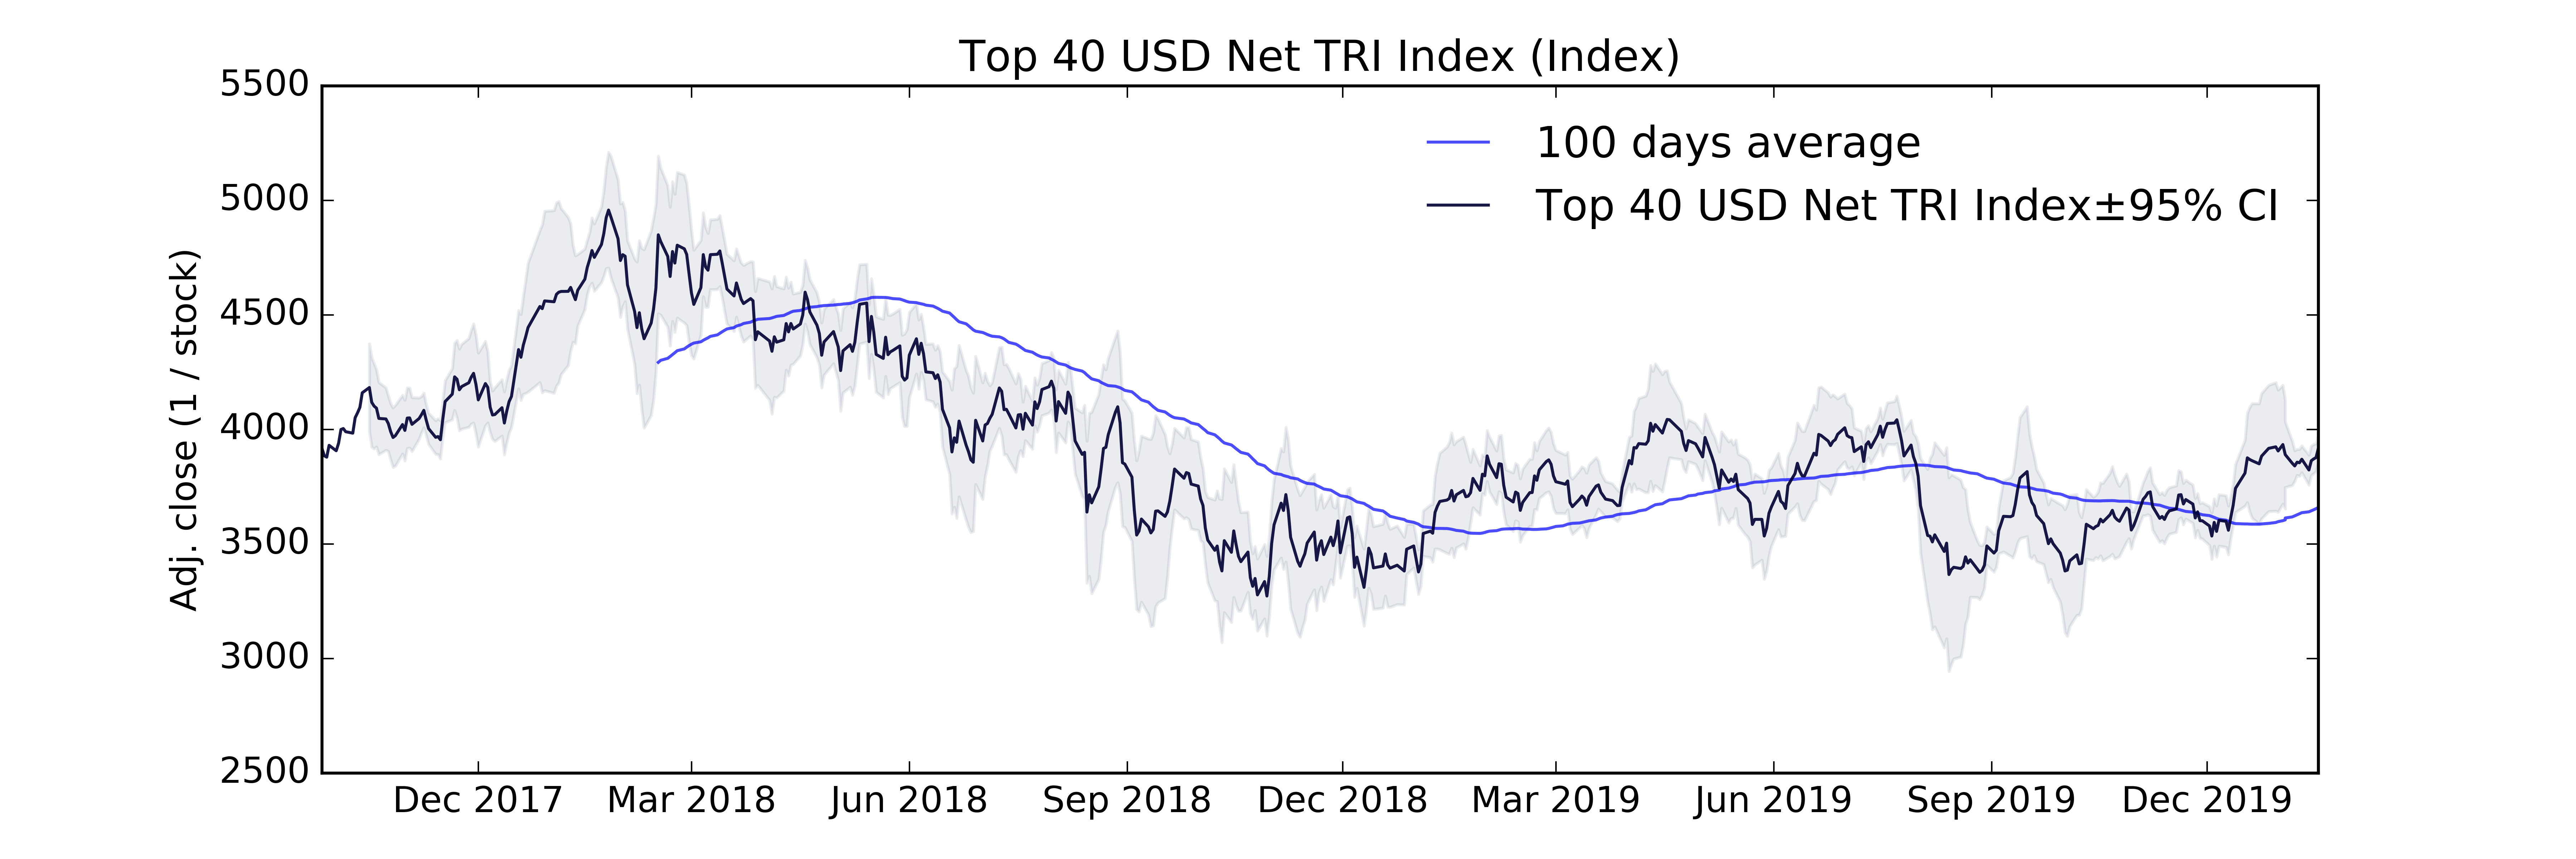 Top 40 USD Net TRI Index (Index)
5500
5000
4500
4000
3500
3000
2500
Adj. close (1 / stock)
100 days average
Top 40 USD Net TRI Index±95% CI
Dec 2017 Mar 2018 Jun 2018 Sep 2018 Dec 2018 Mar 2019 Jun 2019 Sep 2019 Dec 2019